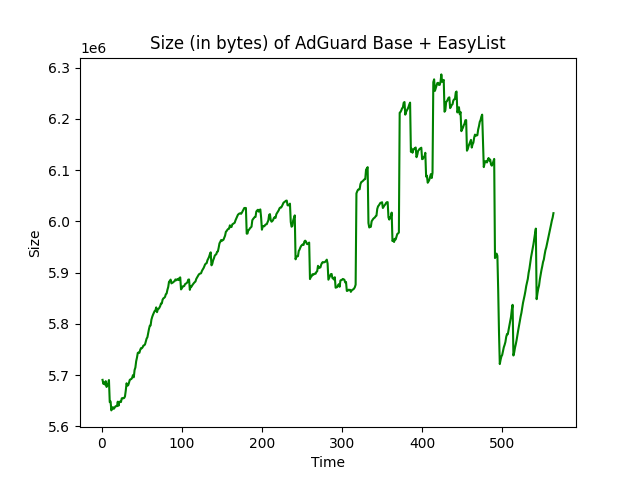 Size (in bytes) of AdGuard Base + EasyList
1e6
6.3
6.2
6.1
6.0
5.9
5.8
5.7
5.6
Size
0 100 200 300 400 500
Time